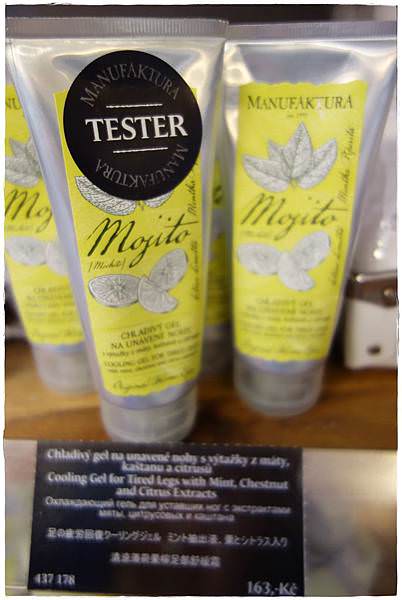 MANUFAKTURA
TESTER
MANUFAKTURA
Mojito
CHLADIVÝ GEL
NA UNAVENÉ NOHY
COOLING GEL FOR TIRED LEGS
MANUFAKTURA
Mojito
Mentha Piperita
CHLADIVÝ GEL
NA UNAVENÉ NOHY
Chladivý gel na unavené nohy s výtažky z máty,
kaštanu a citrusů
Cooling Gel for Tired Legs with Mint, Chestnut
and Citrus Extracts
Охлаждающий гель для уставших ног с экстрактами
мяты, цитрусовых и каштана
足の疲労回復クーリングジェル ミント抽出液、栗とシトラス入り
437 178
163,-Kč